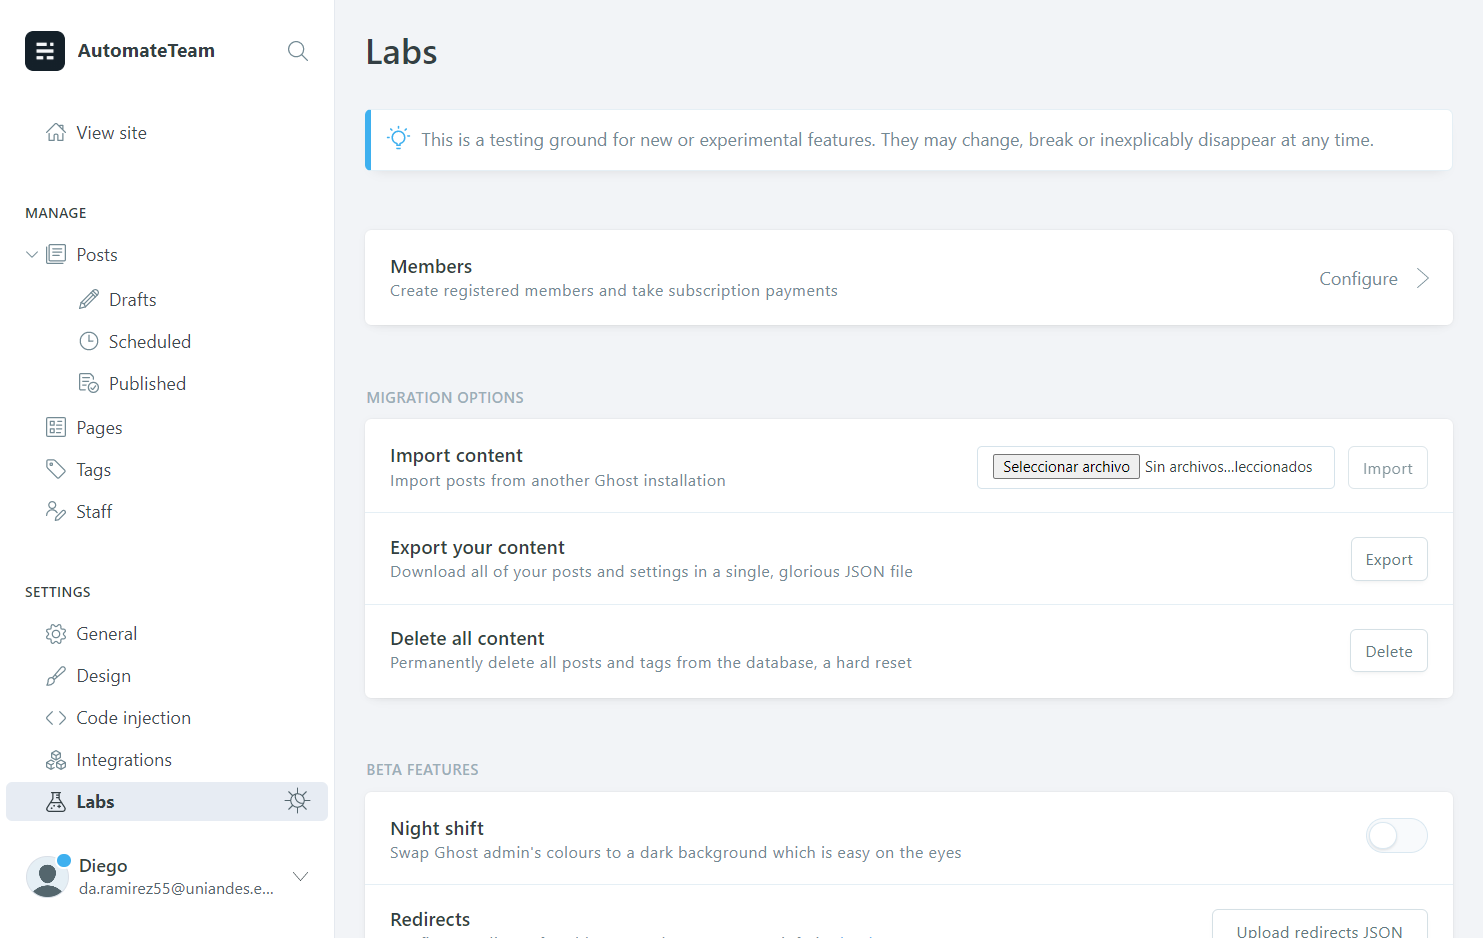 AutomateTeam
View site
MANAGE
Posts
Drafts
Scheduled
Published
Pages
Tags
Staff
SETTINGS
General
Design
Code injection
Integrations
Labs
Diego
da.ramirez55@uniandes.e...
Labs
This is a testing ground for new or experimental features. They may change, break or inexplicably disappear at any time.
Members
Create registered members and take subscription payments
Configure
MIGRATION OPTIONS
Import content
Import posts from another Ghost installation
Seleccionar archivo Sin archivos...leccionados
Import
Export your content
Download all of your posts and settings in a single, glorious JSON file
Export
Delete all content
Permanently delete all posts and tags from the database, a hard reset
Delete
BETA FEATURES
Night shift
Swap Ghost admin's colours to a dark background which is easy on the eyes
Redirects
Upload redirects JSON